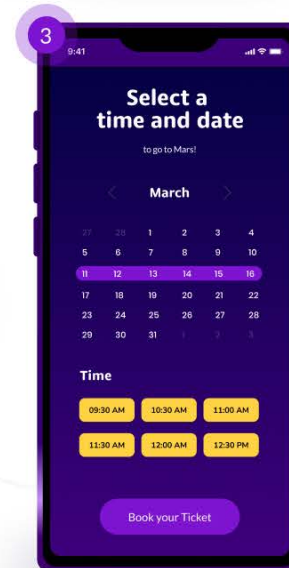 3
9:41
Select a
time and date
to go to Mars!
March
27 28 1 2 3 4
5 6 7 8 9 10
11 12 13 14 15 16
17 18 19 20 21 22
23 24 25 26 27 28
29 30 31 1 2 3
Time
09:30 AM 10:30 AM 11:00 AM
11:30 AM 12:00 AM 12:30 PM
Book your Ticket